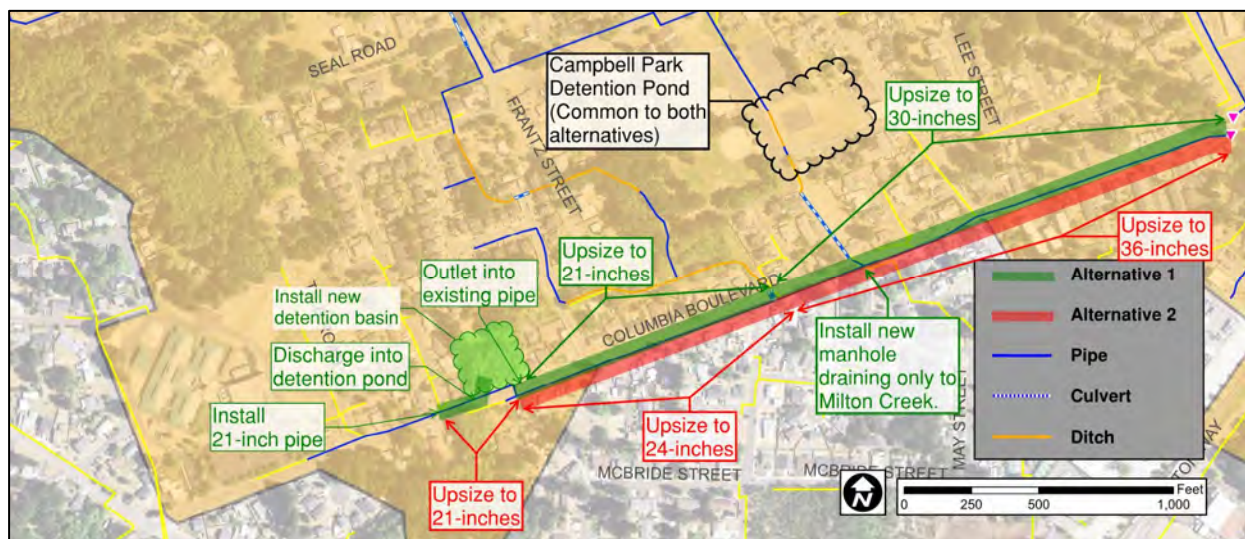 SEAL ROAD
FRANTZ STREET
Campbell Park
Detention Pond
(Common to both
alternatives)
LEE STREET
Upsize to
30-inches
Upsize to
21-inches
Outlet into
existing pipe
Install new
detention basin
Discharge into
detention pond
Install
21-inch pipe
COLUMBIA BOULEVARD
Upsize to
36-inches
Install new
manhole
draining only to
Milton Creek.
Upsize to
24-inches
Upsize to
21-inches
MCBRIDE STREET
MCBRIDE STREET
MAY STREET
Alternative 1
Alternative 2
Pipe
Culvert
Ditch
N
Feet
0 250 500 1,000